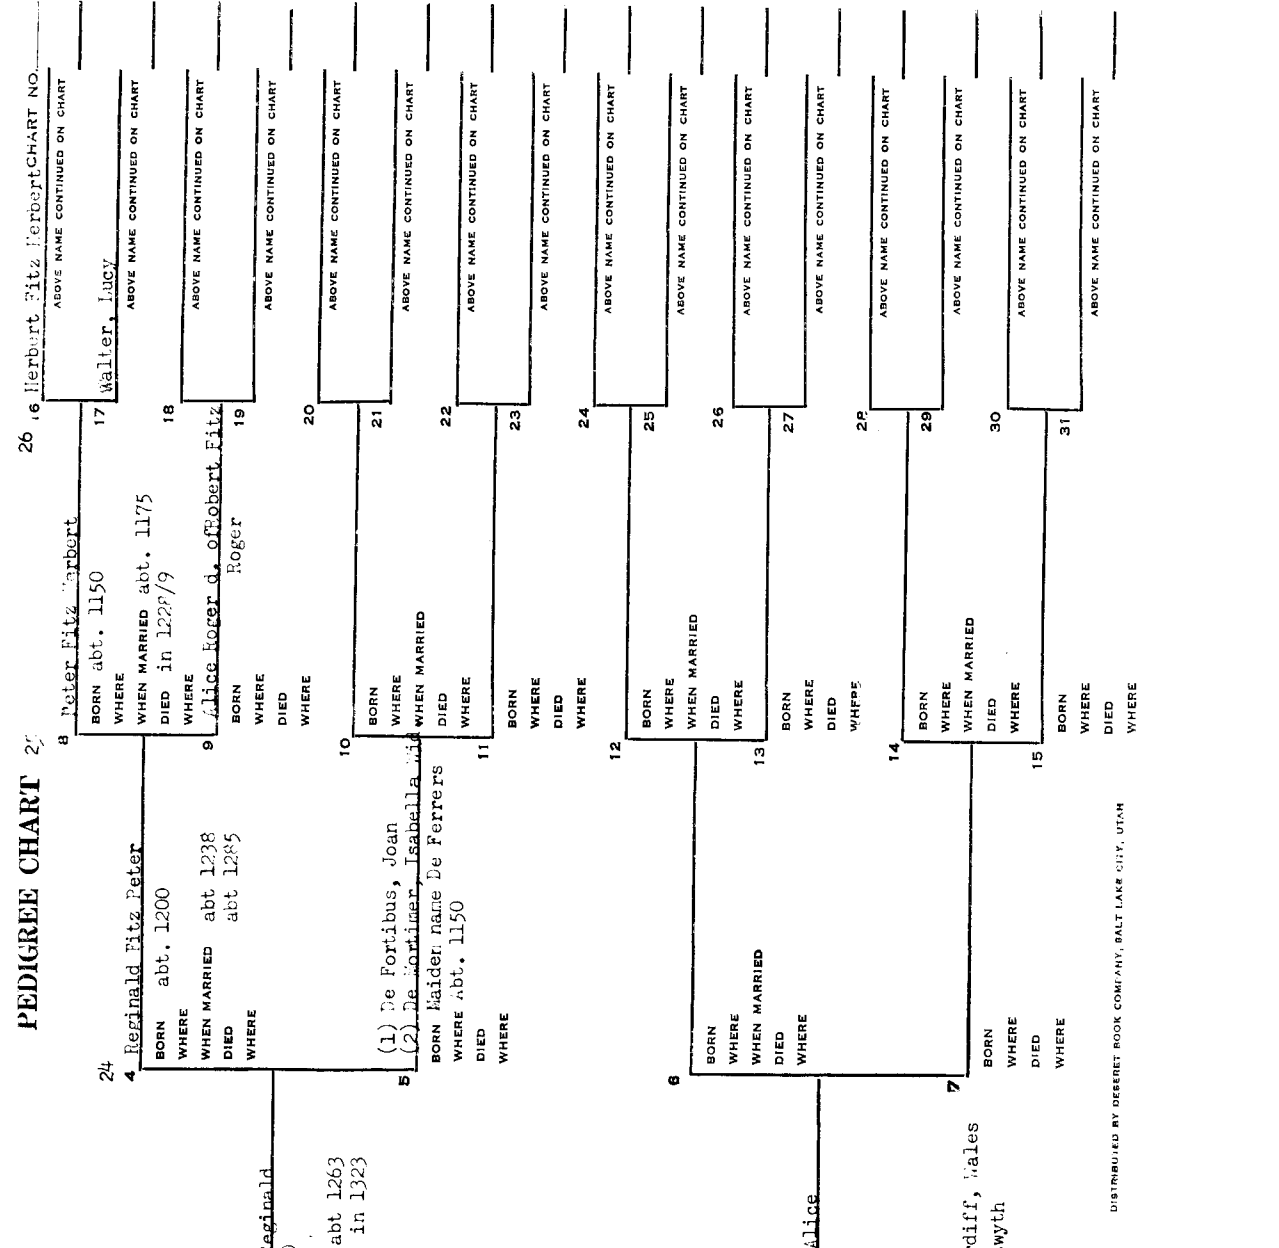 PEDIGREE CHART
24
4 Reginald Fitz Peter
BORN abt. 1200
WHERE
WHEN MARRIED abt 1238
DIED abt 1285
WHERE
(1) De Fortibus, Joan
(2) De Mortimer, Isabella Wid
5
BORN Maiden name De Ferrers
WHERE Abt. 1150
DIED
WHERE
6
BORN
WHERE
WHEN MARRIED
DIED
WHERE
7
BORN
WHERE
DIED
WHERE
eginald
abt 1263
in 1323
Alice
rdiff, Wales
wyth
8 Peter Fitz Herbert
BORN abt. 1150
WHERE
WHEN MARRIED abt. 1175
DIED in 1228/9
WHERE
9 Alice Roger d. of Robert Fitz
Roger
BORN
WHERE
DIED
WHERE
10
BORN
WHERE
WHEN MARRIED
DIED
WHERE
11
BORN
WHERE
DIED
WHERE
12
BORN
WHERE
WHEN MARRIED
DIED
WHERE
13
BORN
WHERE
DIED
WHERE
14
BORN
WHERE
WHEN MARRIED
DIED
WHERE
15
BORN
WHERE
DIED
WHERE
CHART NO.
26
16 Herbert Fitz Herbert
ABOVE NAME CONTINUED ON CHART
17 Walter, Lucy
ABOVE NAME CONTINUED ON CHART
18
ABOVE NAME CONTINUED ON CHART
19
ABOVE NAME CONTINUED ON CHART
20
ABOVE NAME CONTINUED ON CHART
21
ABOVE NAME CONTINUED ON CHART
22
ABOVE NAME CONTINUED ON CHART
23
ABOVE NAME CONTINUED ON CHART
24
ABOVE NAME CONTINUED ON CHART
25
ABOVE NAME CONTINUED ON CHART
26
ABOVE NAME CONTINUED ON CHART
27
ABOVE NAME CONTINUED ON CHART
28
ABOVE NAME CONTINUED ON CHART
29
ABOVE NAME CONTINUED ON CHART
30
ABOVE NAME CONTINUED ON CHART
31
ABOVE NAME CONTINUED ON CHART
DISTRIBUTED BY DESERET BOOK COMPANY, SALT LAKE CITY, UTAH